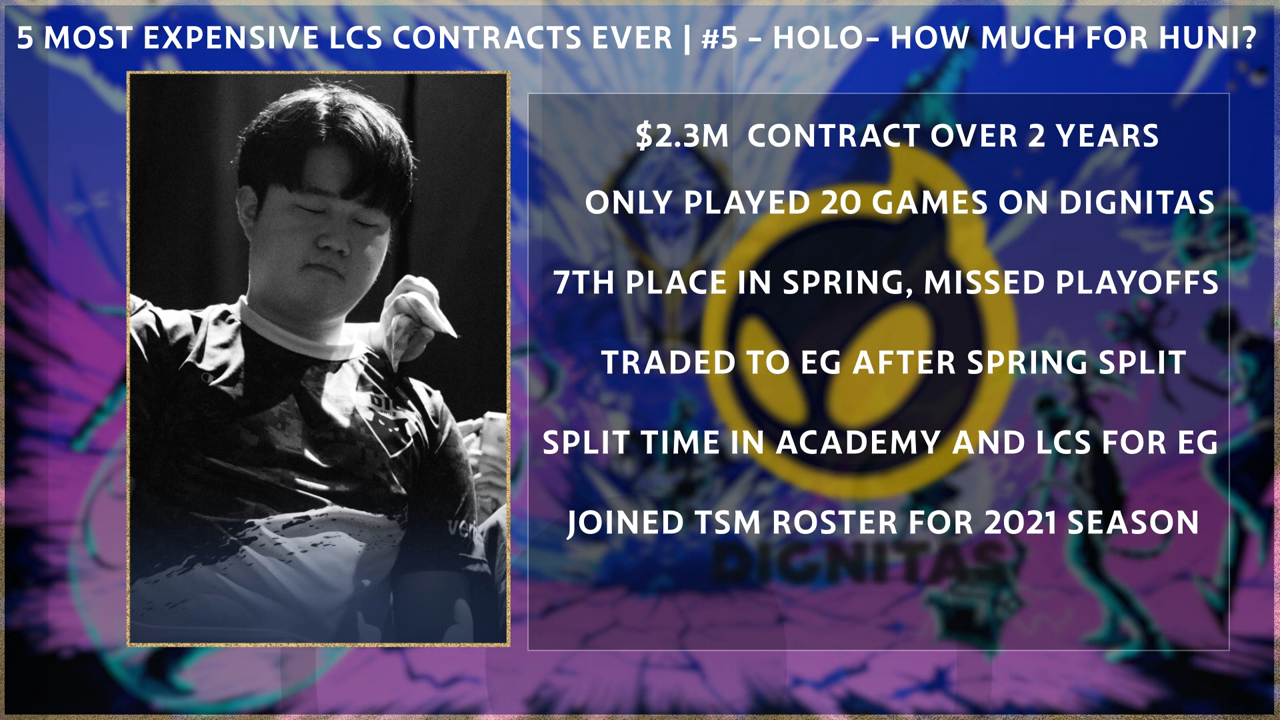 5 MOST EXPENSIVE LCS CONTRACTS EVER | #5 - HOLO- HOW MUCH FOR HUNI?
$2.3M CONTRACT OVER 2 YEARS
ONLY PLAYED 20 GAMES ON DIGNITAS
7TH PLACE IN SPRING, MISSED PLAYOFFS
TRADED TO EG AFTER SPRING SPLIT
SPLIT TIME IN ACADEMY AND LCS FOR EG
JOINED TSM ROSTER FOR 2021 SEASON
DIGNITAS